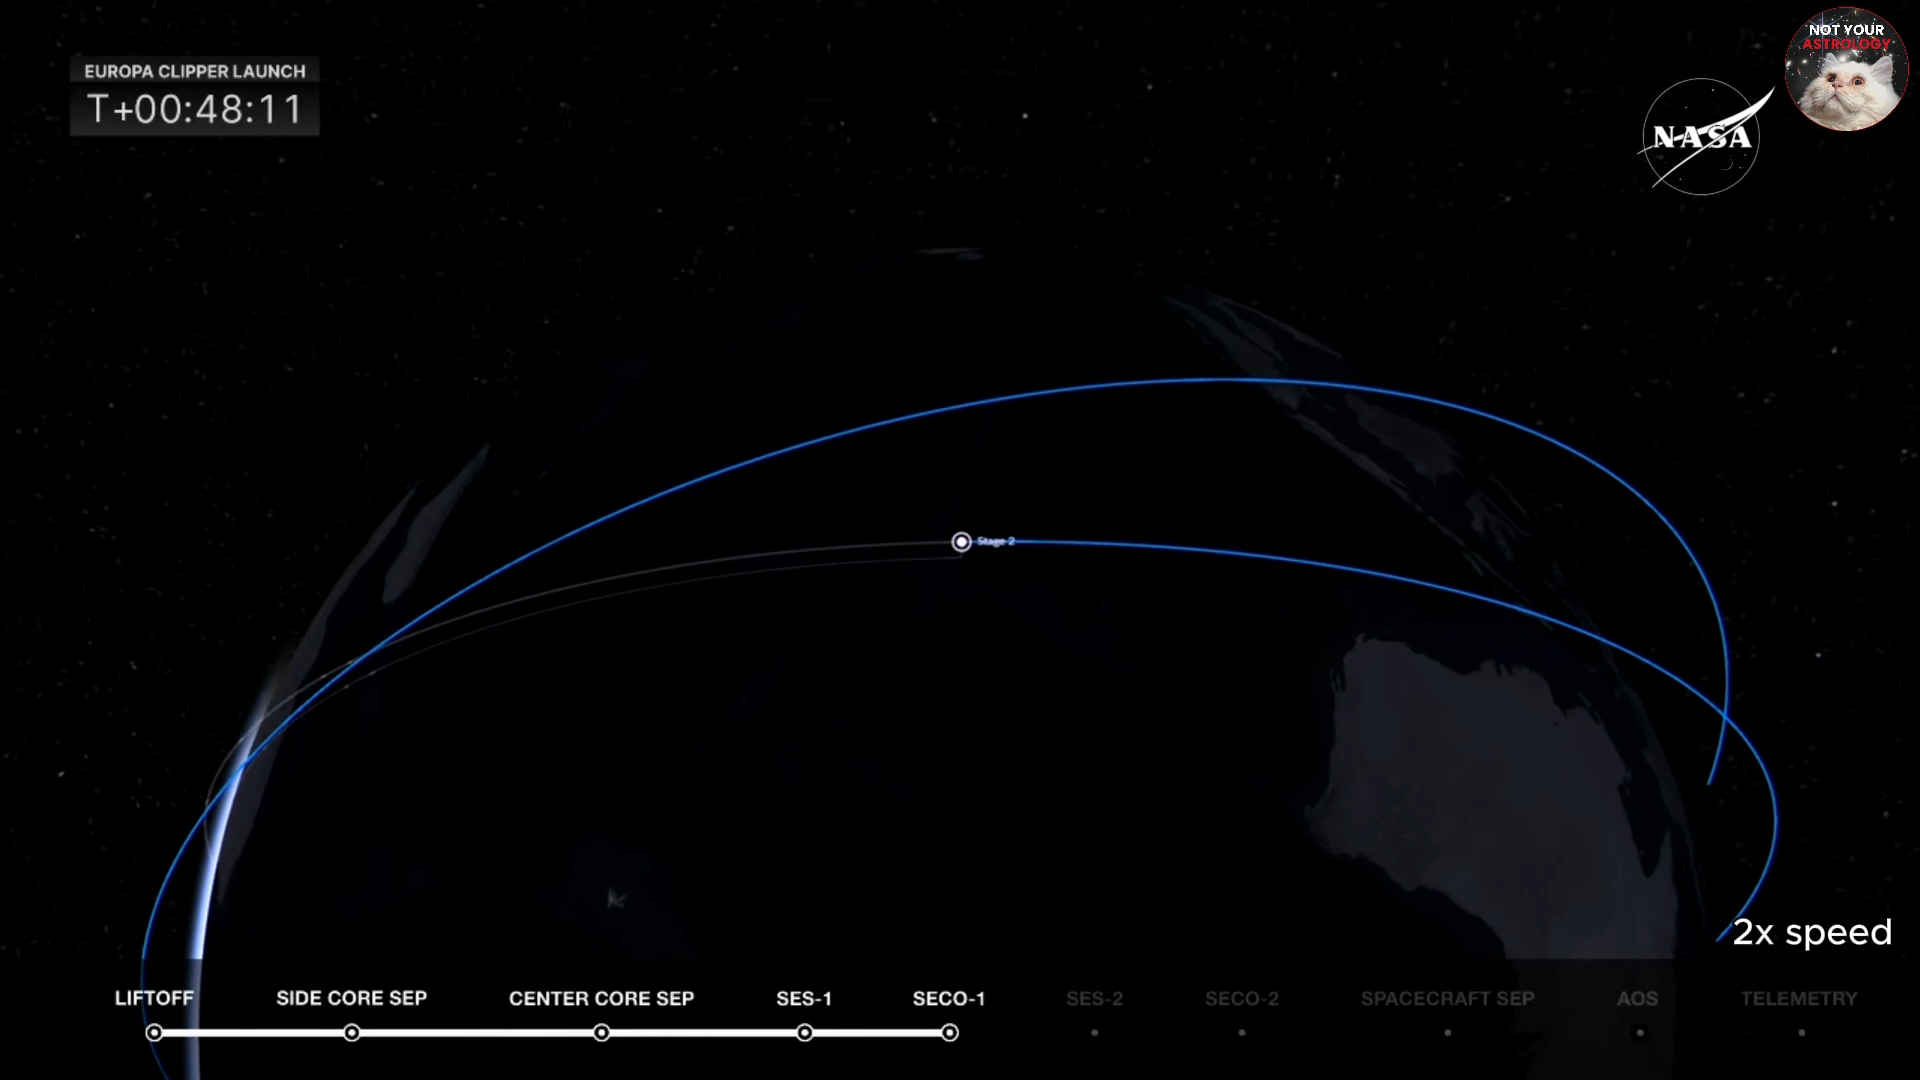 NOT YOUR
ASTROLOGY
EUROPA CLIPPER LAUNCH
T+00:48:11
NASA
Stage 2
2x speed
LIFTOFF
SIDE CORE SEP
CENTER CORE SEP
SES-1
SECO-1
SES-2
SECO-2
SPACECRAFT SEP
AOS
TELEMETRY